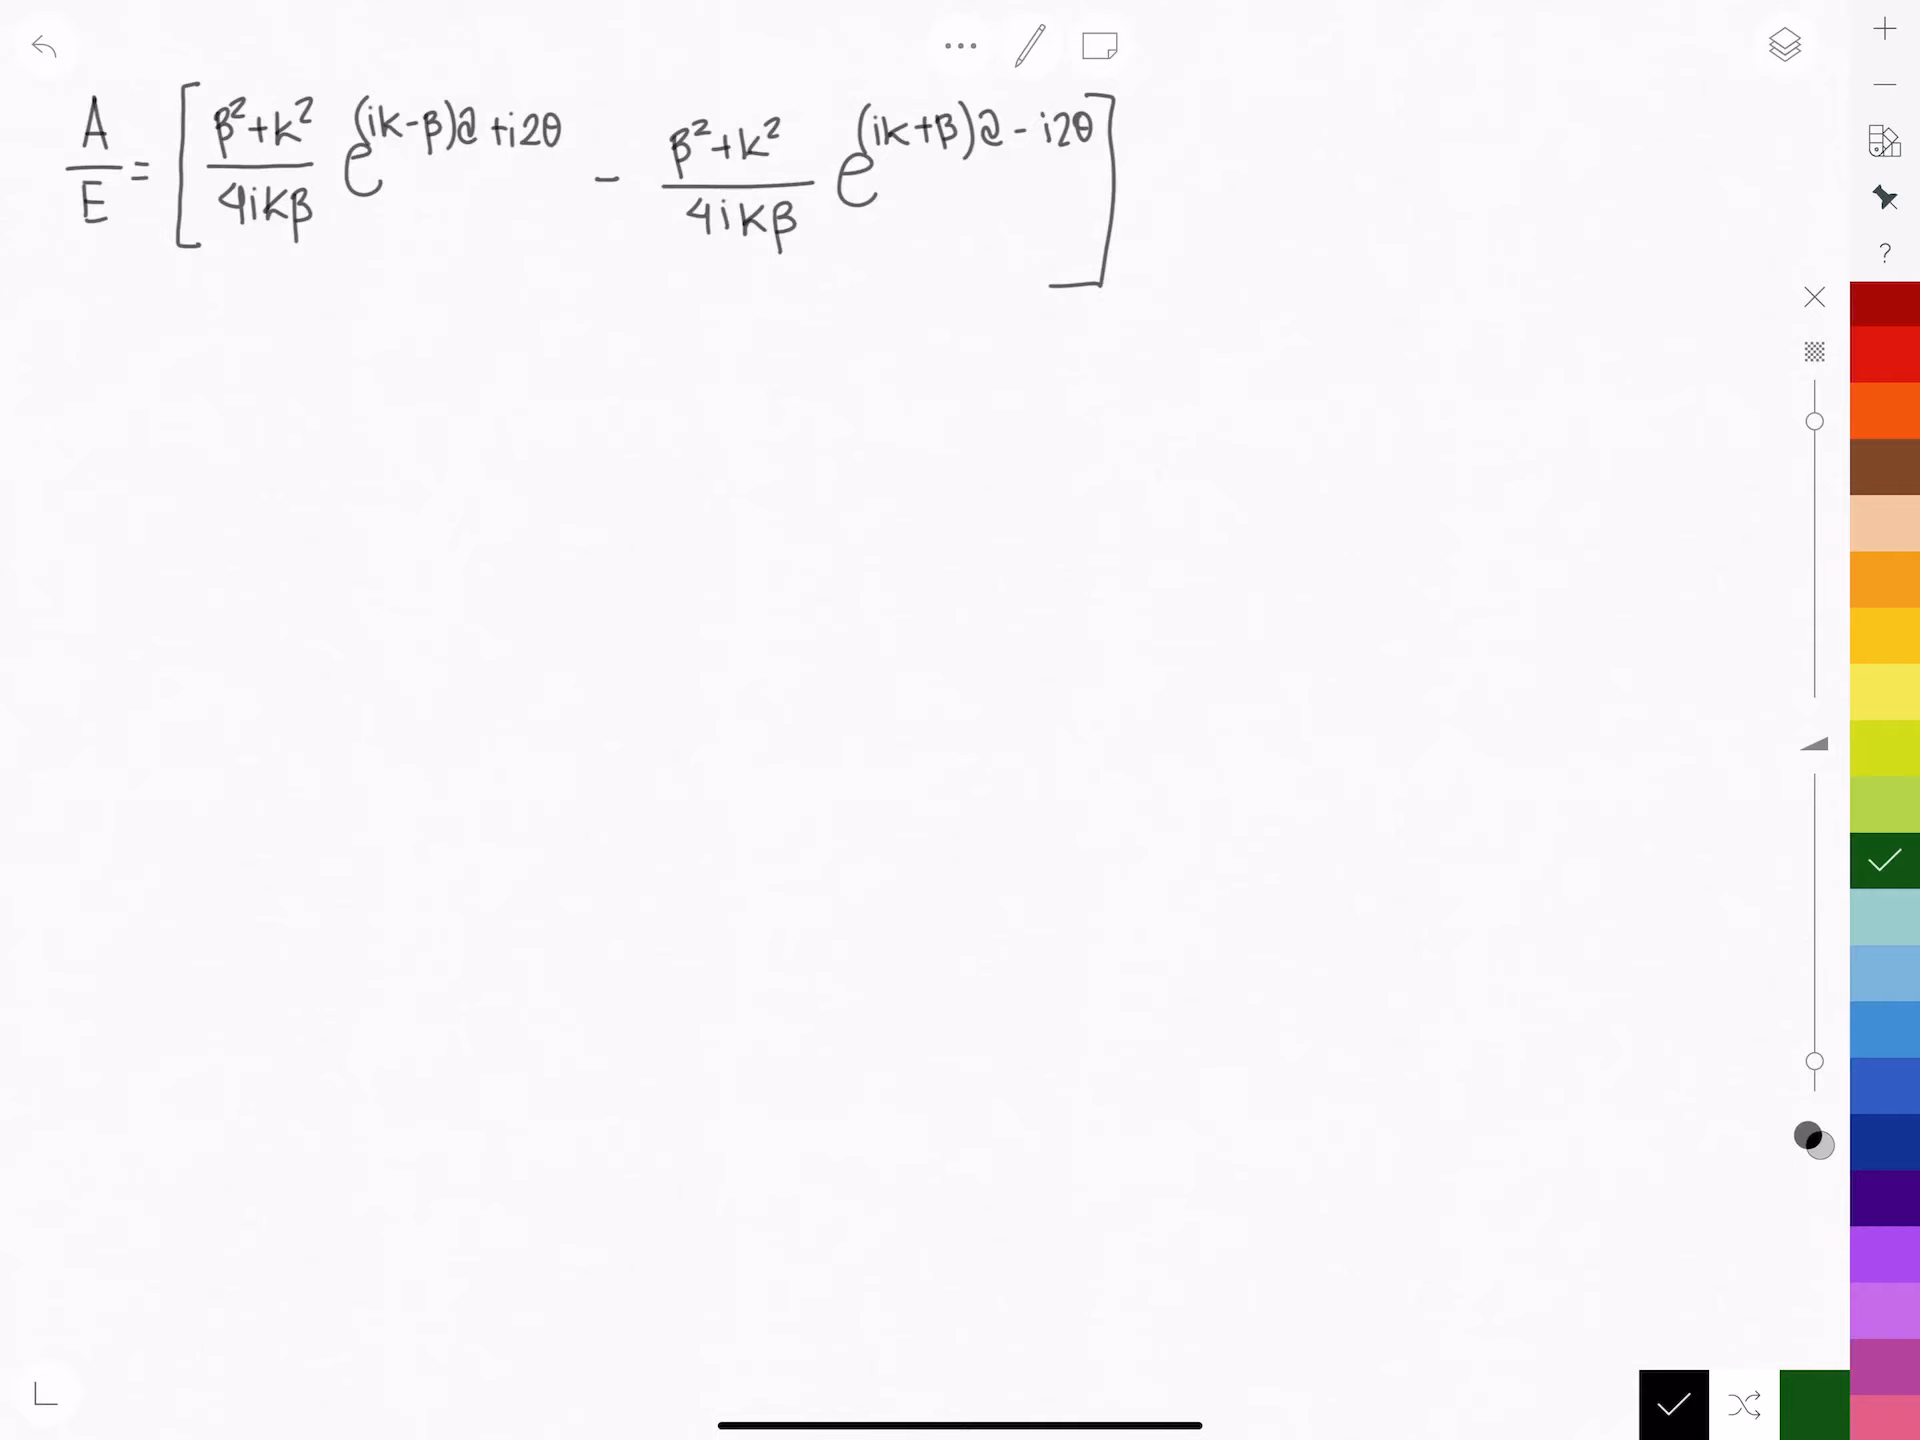 A/E = [ (β²+k²)/(4ikβ) e^((ik-β)a+i2θ) - (β²+k²)/(4ikβ) e^((ik+β)a-i2θ) ]
?